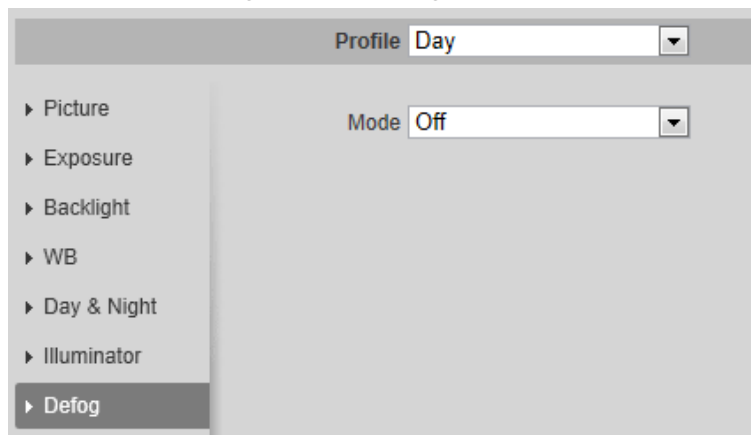 Profile Day
Picture
Mode Off
Exposure
Backlight
WB
Day & Night
Illuminator
Defog